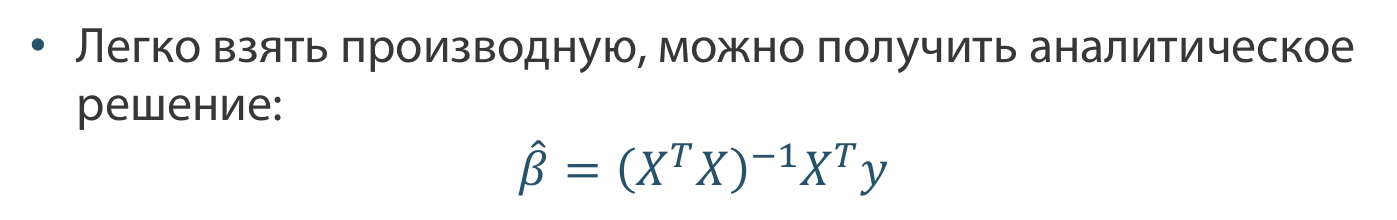 • Легко взять производную, можно получить аналитическое
решение:
β̂ = (XᵀX)⁻¹Xᵀy